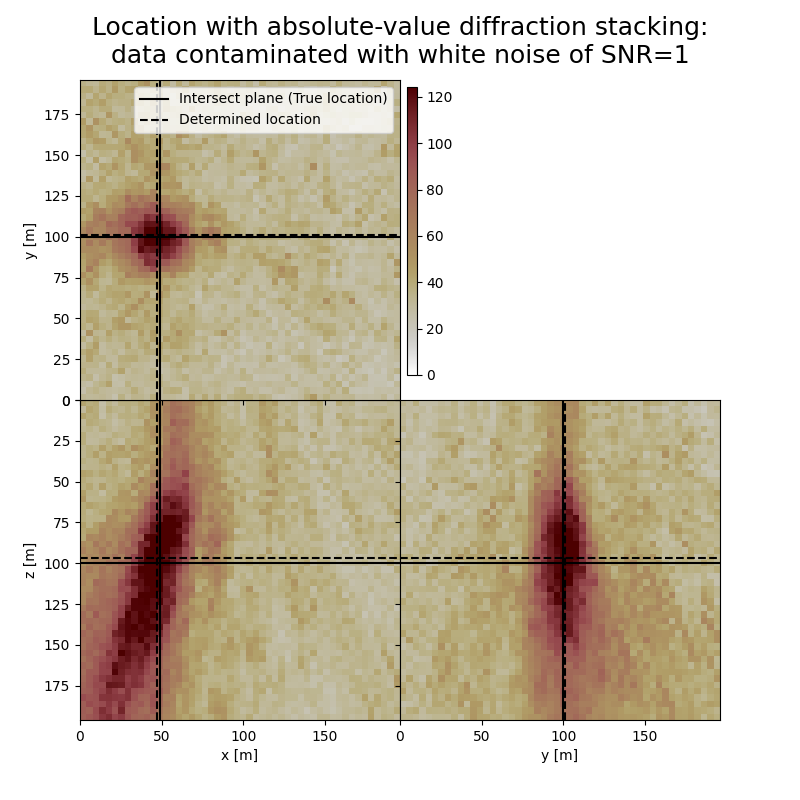 Location with absolute-value diffraction stacking:
data contaminated with white noise of SNR=1
Intersect plane (True location)
Determined location
y [m]
175
150
125
100
75
50
25
0
120
100
80
60
40
20
0
z [m]
25
50
75
100
125
150
175
0 50 100 150
x [m]
0 50 100 150
y [m]